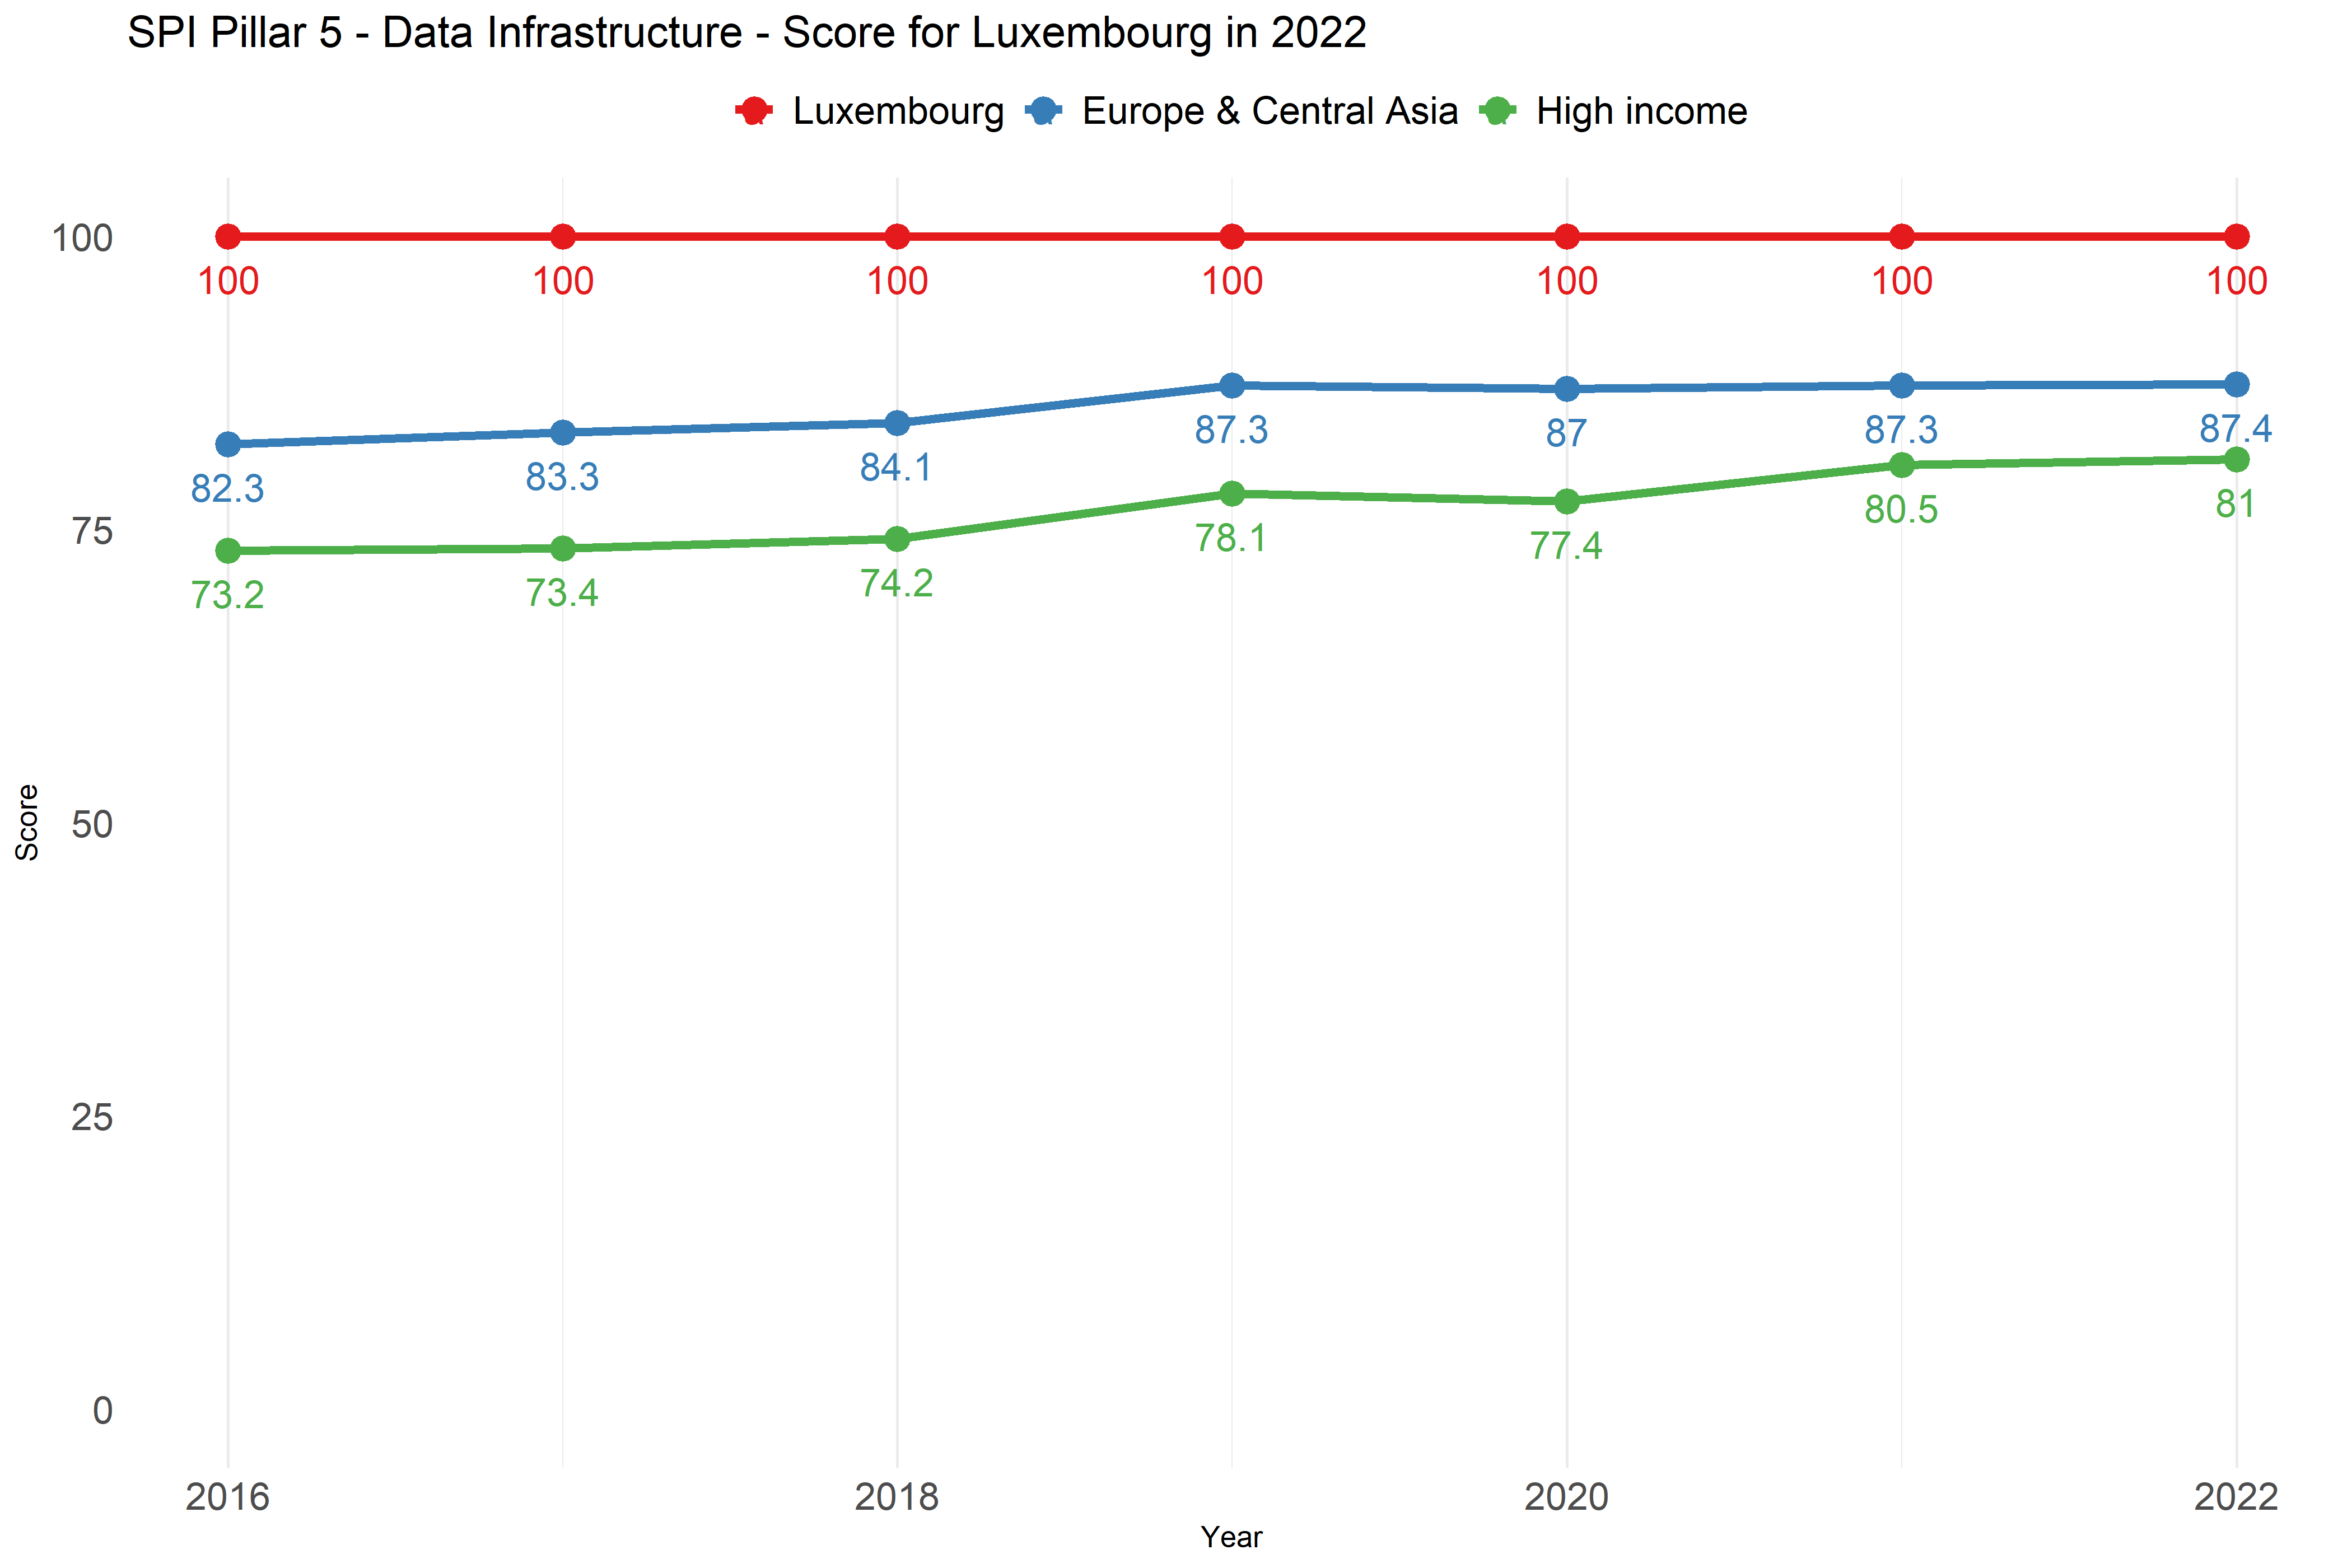 SPI Pillar 5 - Data Infrastructure - Score for Luxembourg in 2022
Luxembourg Europe & Central Asia High income
100
100 100 100 100 100 100 100
82.3 83.3 84.1 87.3 87 87.3 87.4
75
73.2 73.4 74.2 78.1 77.4 80.5 81
50
Score
25
0
2016 2018 2020 2022
Year